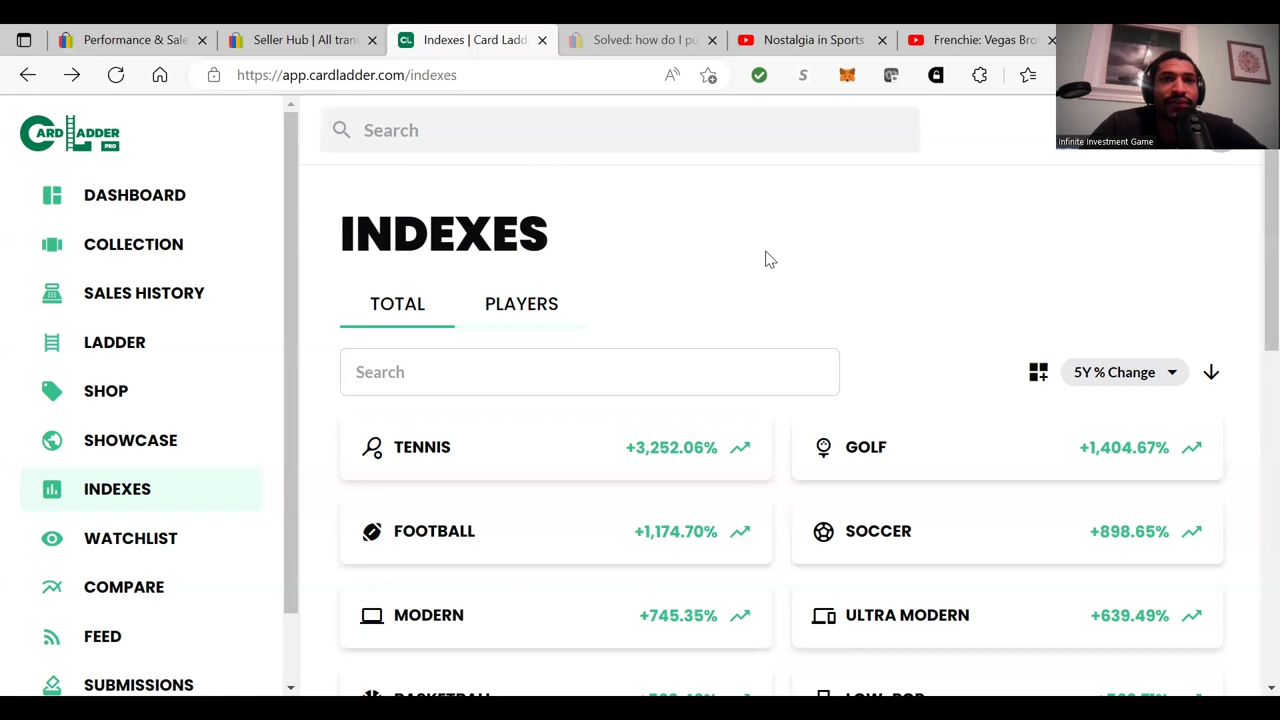 Performance & Sale
Seller Hub | All tran
Indexes | Card Ladd
Solved: how do I pu
Nostalgia in Sports
Frenchie: Vegas Bro
https://app.cardladder.com/indexes
Infinite Investment Game
CARD LADDER
PRO
Search
DASHBOARD
COLLECTION
SALES HISTORY
LADDER
SHOP
SHOWCASE
INDEXES
WATCHLIST
COMPARE
FEED
SUBMISSIONS
INDEXES
TOTAL PLAYERS
Search
5Y % Change
TENNIS +3,252.06%
GOLF +1,404.67%
FOOTBALL +1,174.70%
SOCCER +898.65%
MODERN +745.35%
ULTRA MODERN +639.49%
BASKETBALL
LOW-POP